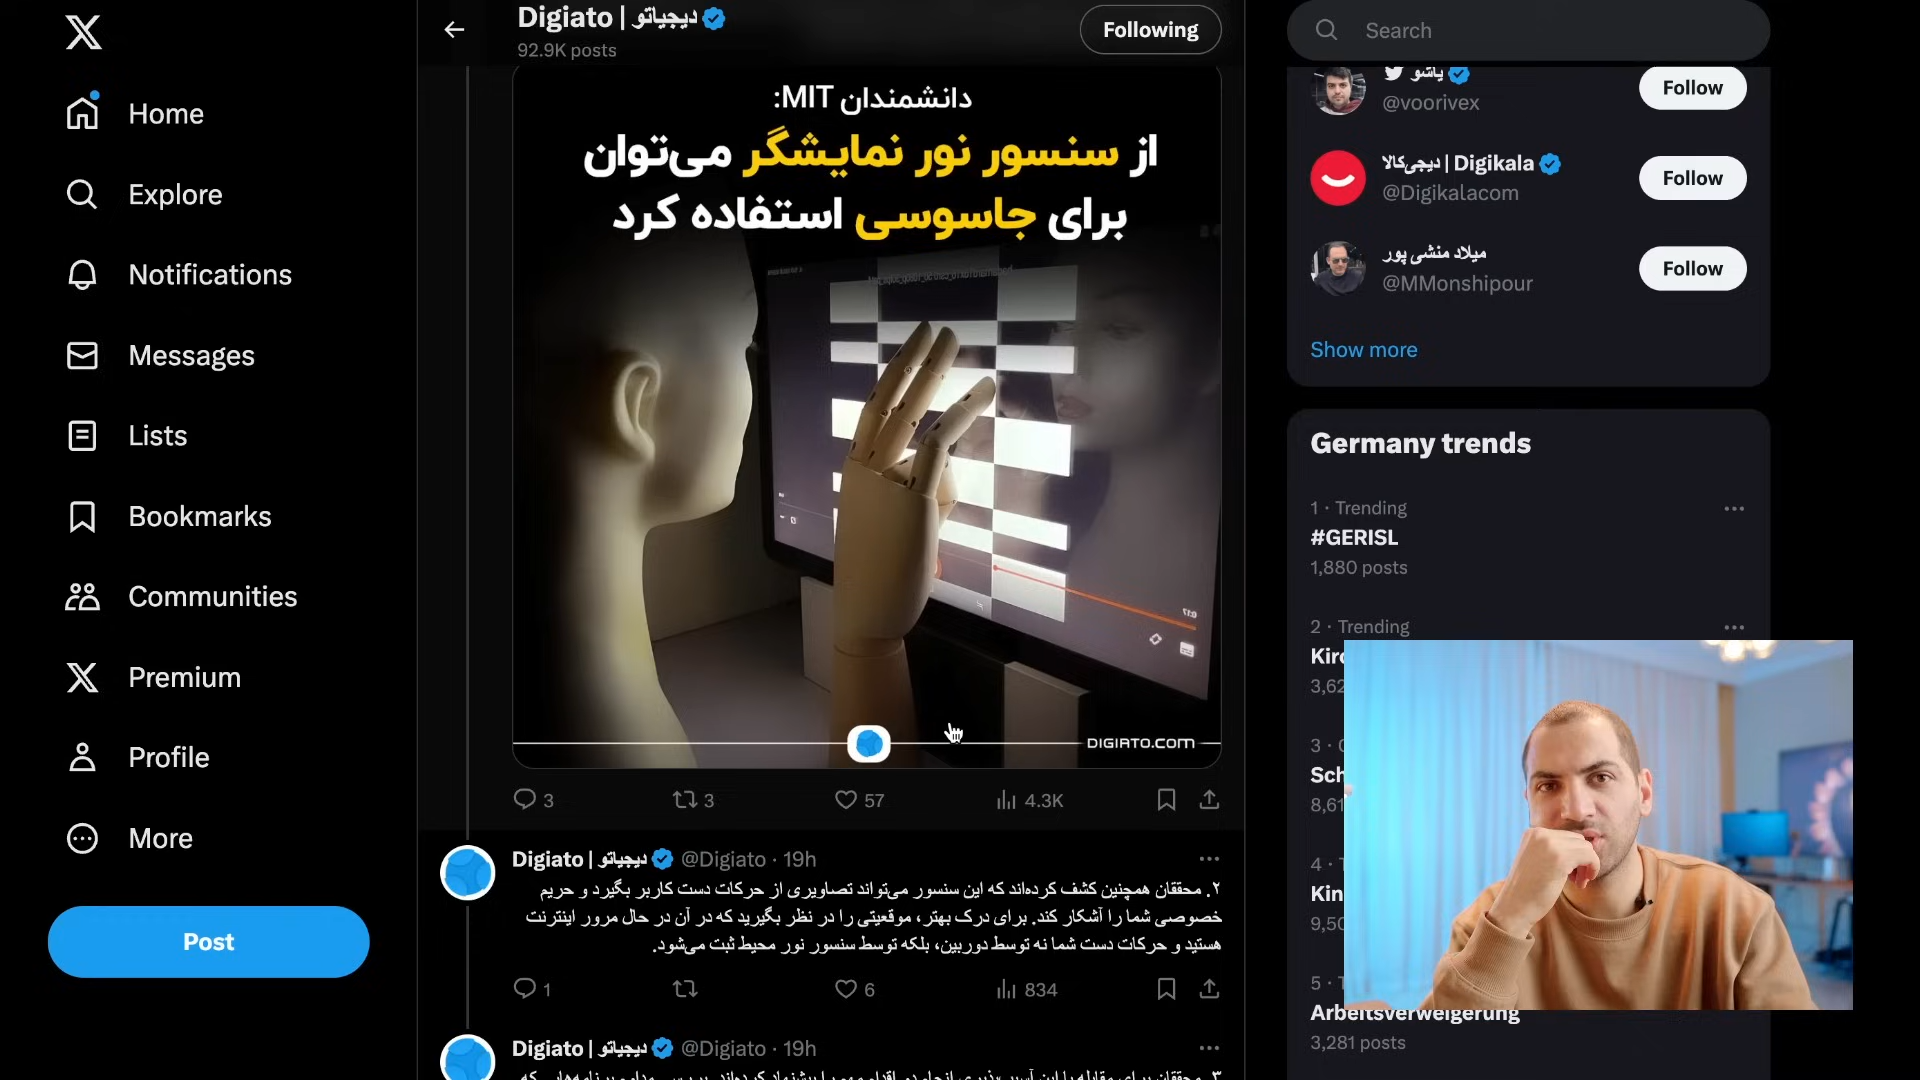 Home
Explore
Notifications
Messages
Lists
Bookmarks
Communities
Premium
Profile
More
Post
Digiato | دیجیاتو
92.9K posts
Following
دانشمندان MIT:
از سنسور نور نمایشگر می‌توان
برای جاسوسی استفاده کرد
DIGIATO.COM
3
3
57
4.3K
Digiato | دیجیاتو @Digiato · 19h
۲. محققان همچنین کشف کرده‌اند که این سنسور می‌تواند تصاویری از حرکات دست کاربر بگیرد و حریم
خصوصی شما را آشکار کند. برای درک بهتر، موقعیتی را در نظر بگیرید که در آن در حال مرور اینترنت
هستید و حرکات دست شما نه توسط دوربین، بلکه توسط سنسور نور محیط ثبت می‌شود.
1
6
834
Digiato | دیجیاتو @Digiato · 19h
Search
یاشو
@voorivex
Follow
دیجی‌کالا | Digikala
@Digikalacom
Follow
میلاد منشی پور
@MMonshipour
Follow
Show more
Germany trends
1 · Trending
#GERISL
1,880 posts
2 · Trending
3 ·
4 ·
5 ·
Arbeitsverweigerung
3,281 posts